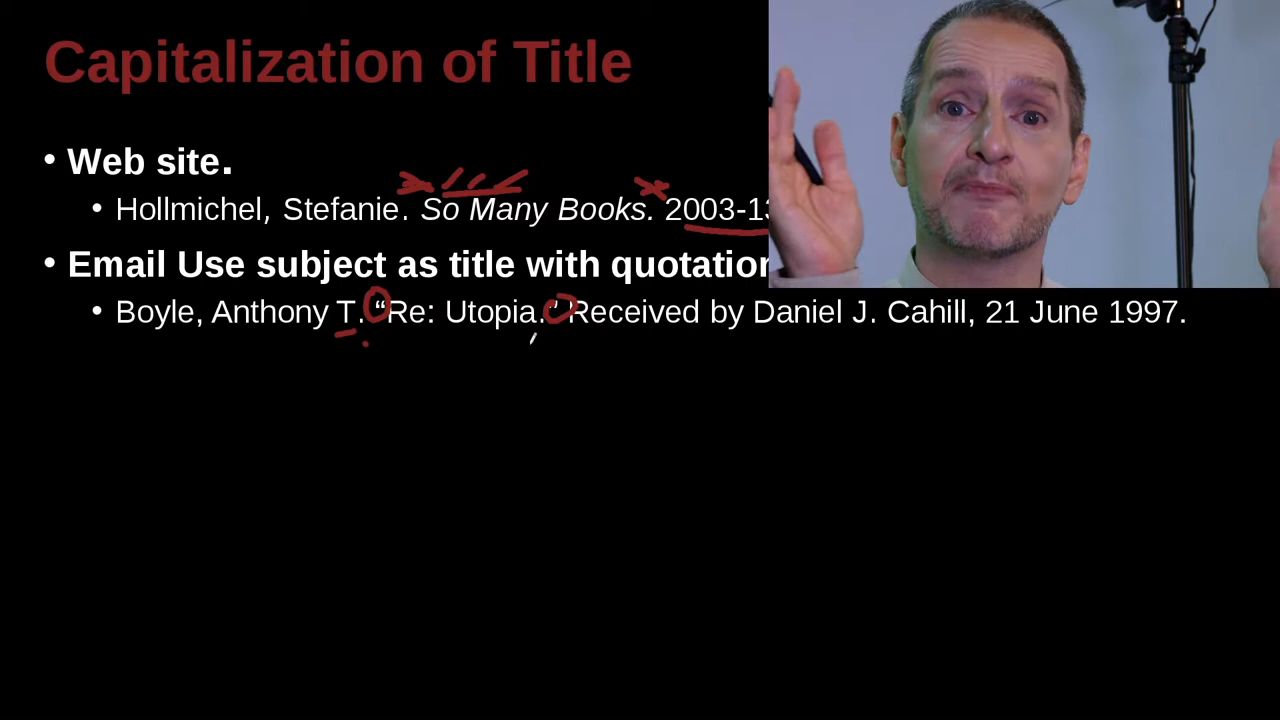 Capitalization of Title
• Web site.
• Hollmichel, Stefanie. So Many Books. 2003-13
• Email Use subject as title with quotation
• Boyle, Anthony T. “Re: Utopia.” Received by Daniel J. Cahill, 21 June 1997.